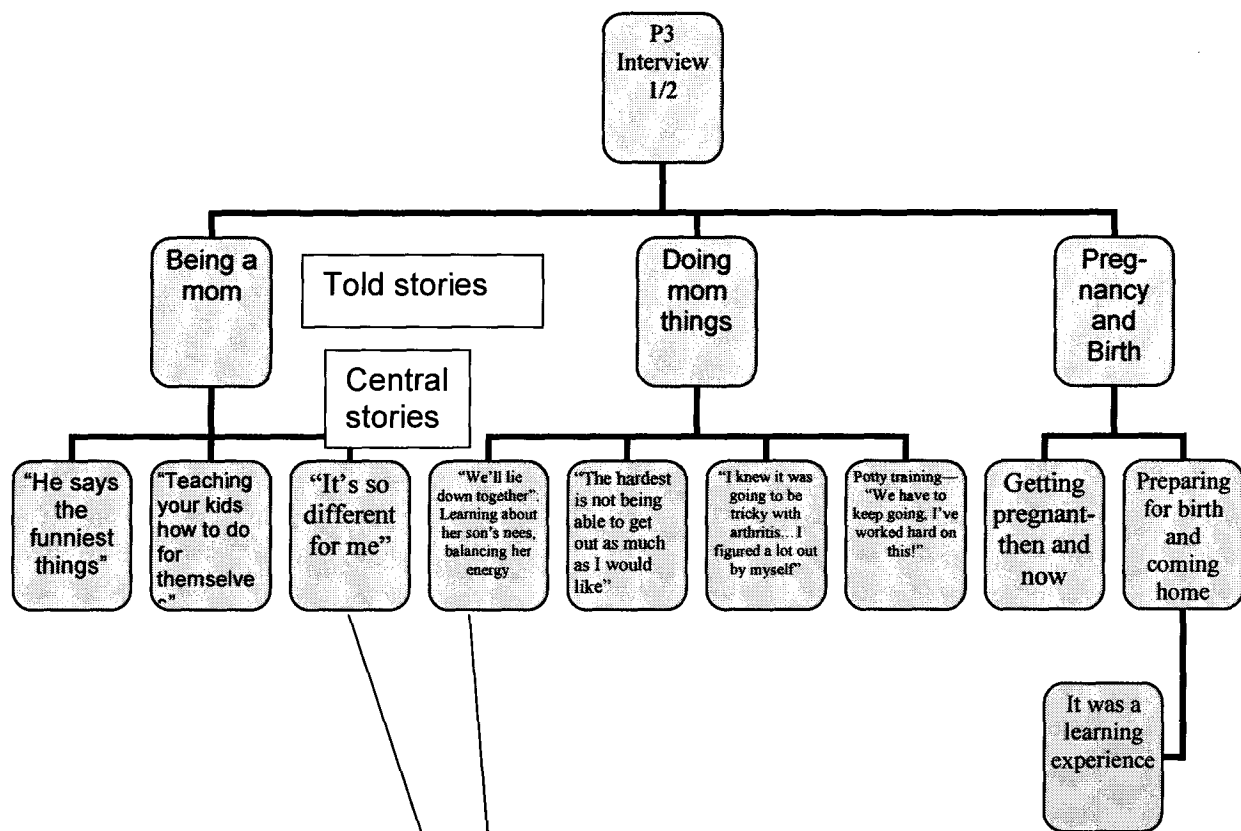 P3
Interview
1/2
Being a
mom
Told stories
Doing
mom
things
Preg-
nancy
and
Birth
Central
stories
“He says
the
funniest
things”
“Teaching
your kids
how to do
for
themselve
s”
“It’s so
different
for me”
“We’ll lie
down together”:
Learning about
her son’s nees,
balancing her
energy
“The hardest
is not being
able to get
out as much
as I would
like”
“I knew it was
going to be
tricky with
arthritis…I
figured a lot out
by myself”
Potty training—
“We have to
keep going, I’ve
worked hard on
this!”
Getting
pregnant-
then and
now
Preparing
for birth
and
coming
home
It was a
learning
experience